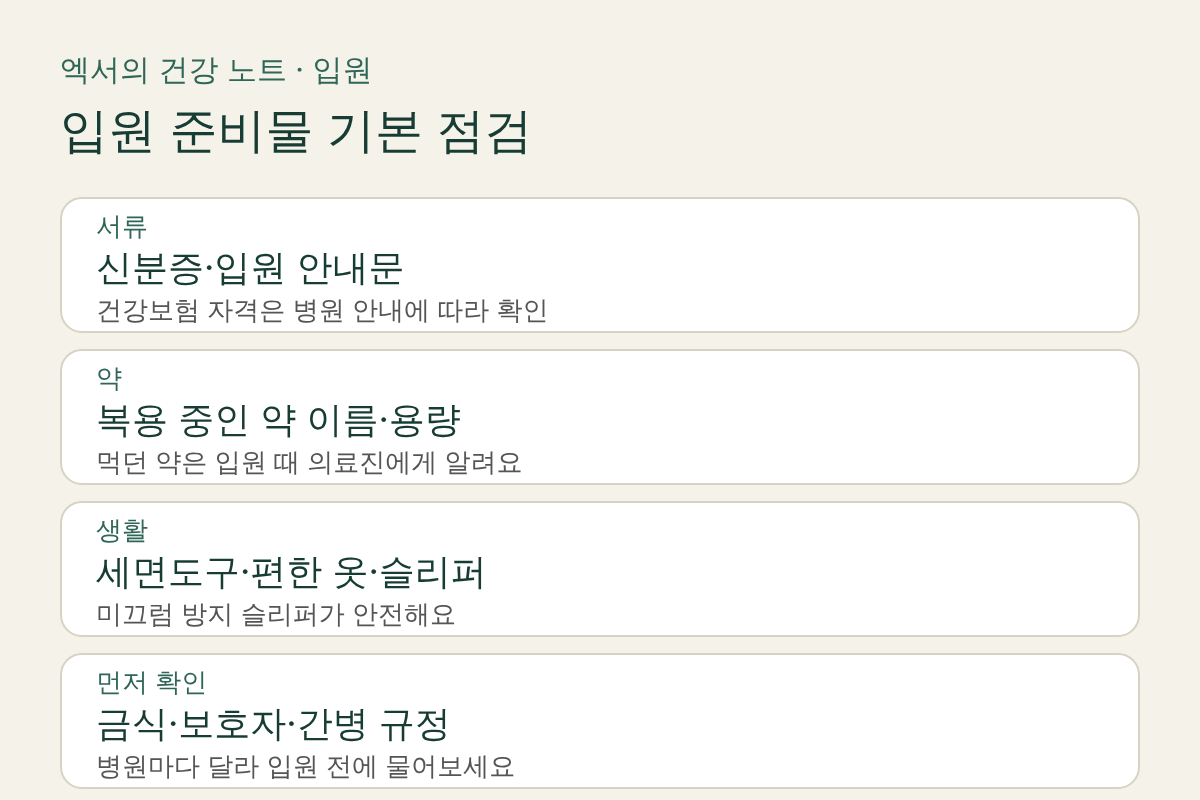 엑서의 건강 노트 · 입원
입원 준비물 기본 점검
서류
신분증·입원 안내문
건강보험 자격은 병원 안내에 따라 확인
약
복용 중인 약 이름·용량
먹던 약은 입원 때 의료진에게 알려요
생활
세면도구·편한 옷·슬리퍼
미끄럼 방지 슬리퍼가 안전해요
먼저 확인
금식·보호자·간병 규정
병원마다 달라 입원 전에 물어보세요